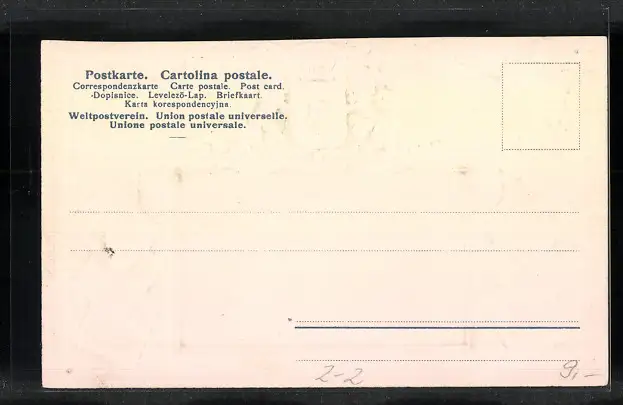 Postkarte. Cartolina postale.
Correspondenzkarte Carte postale. Post card.
Dopisnice. Levelező-Lap. Briefkaart.
Karta korespondencyjna.
Weltpostverein. Union postale universelle.
Unione postale universale.
2-2
9,-